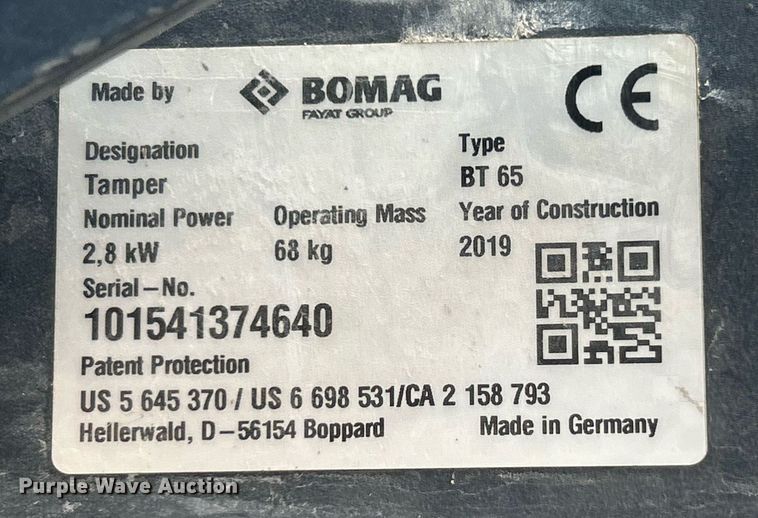 Made by BOMAG CE
FAYAT GROUP
Designation Type
Tamper BT 65
Nominal Power Operating Mass Year of Construction
2,8 kW 68 kg 2019
Serial-No.
101541374640
Patent Protection
US 5 645 370 / US 6 698 531/CA 2 158 793
Hellerwald, D-56154 Boppard Made in Germany
Purple Wave Auction